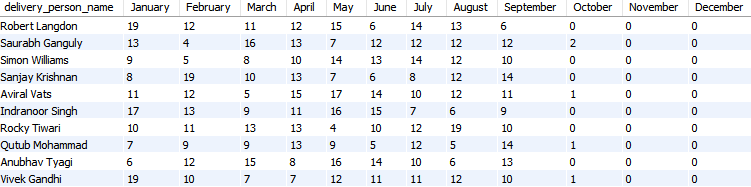 delivery_person_name January February March April May June July August September October November December
Robert Langdon 19 12 11 12 15 6 14 13 6 0 0 0
Saurabh Ganguly 13 4 16 13 7 12 12 12 12 2 0 0
Simon Williams 9 5 8 10 14 13 14 12 10 0 0 0
Sanjay Krishnan 8 19 10 13 7 6 8 12 14 0 0 0
Aviral Vats 11 12 5 15 17 14 10 12 11 1 0 0
Indranoor Singh 17 13 9 11 16 15 7 6 9 0 0 0
Rocky Tiwari 10 11 13 13 4 10 12 19 10 0 0 0
Qutub Mohammad 7 9 9 13 9 5 12 5 14 1 0 0
Anubhav Tyagi 6 12 15 8 16 14 10 6 13 0 0 0
Vivek Gandhi 19 10 7 7 12 11 11 12 10 1 0 0